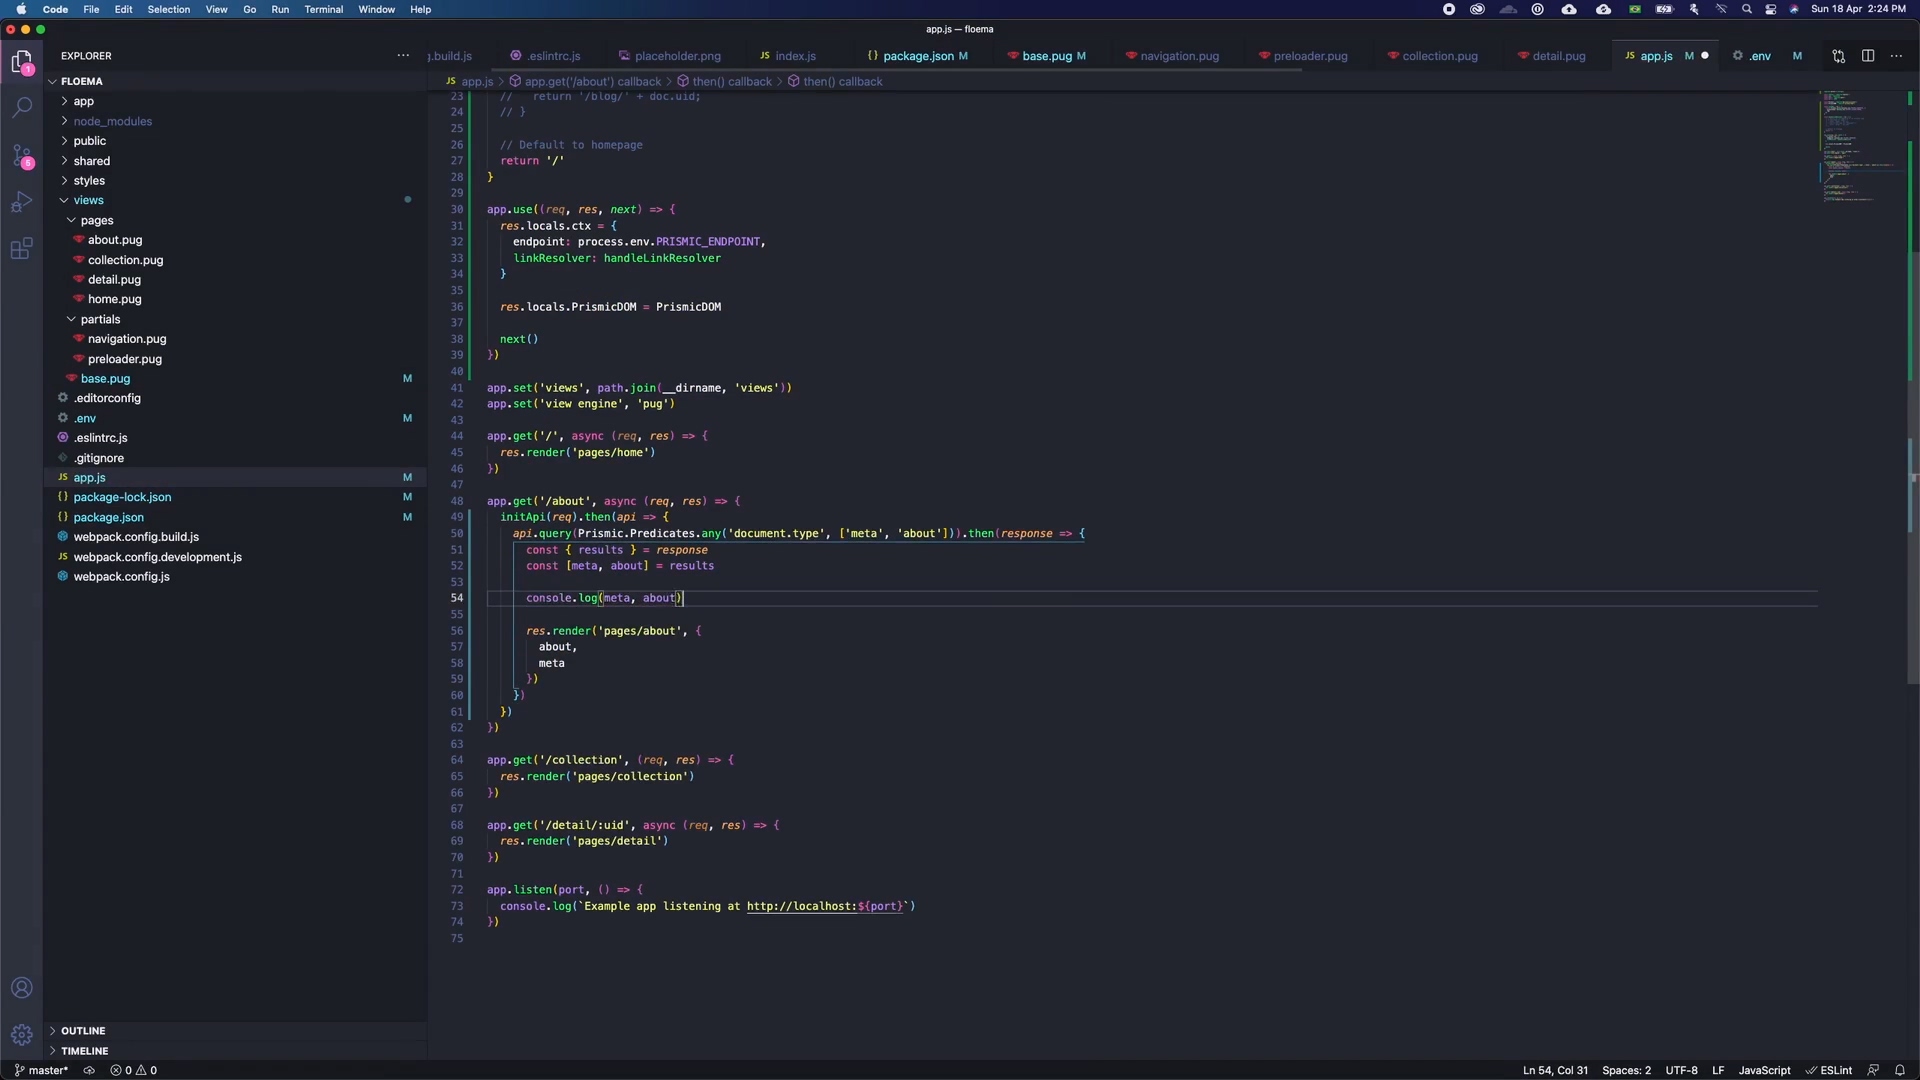 Code File Edit Selection View Go Run Terminal Window Help Sun 18 Apr 2:24 PM
app.js — floema
EXPLORER
g.build.js .eslintrc.js placeholder.png JS index.js {} package.json M base.pug M navigation.pug preloader.pug collection.pug detail.pug JS app.js M .env M
FLOEMA
JS app.js > app.get('/about') callback > then() callback > then() callback
app
node_modules
public
shared
styles
views
pages
about.pug
collection.pug
detail.pug
home.pug
partials
navigation.pug
preloader.pug
base.pug M
.editorconfig
.env M
.eslintrc.js
.gitignore
JS app.js M
{} package-lock.json M
{} package.json M
webpack.config.build.js
JS webpack.config.development.js
webpack.config.js
OUTLINE
TIMELINE
1
5
23 //   return '/blog/' + doc.uid;
24 // }
25
26 // Default to homepage
27 return '/'
28 }
29
30 app.use((req, res, next) => {
31 res.locals.ctx = {
32 endpoint: process.env.PRISMIC_ENDPOINT,
33 linkResolver: handleLinkResolver
34 }
35
36 res.locals.PrismicDOM = PrismicDOM
37
38 next()
39 })
40
41 app.set('views', path.join(__dirname, 'views'))
42 app.set('view engine', 'pug')
43
44 app.get('/', async (req, res) => {
45 res.render('pages/home')
46 })
47
48 app.get('/about', async (req, res) => {
49 initApi(req).then(api => {
50 api.query(Prismic.Predicates.any('document.type', ['meta', 'about'])).then(response => {
51 const { results } = response
52 const [meta, about] = results
53
54 console.log(meta, about)
55
56 res.render('pages/about', {
57 about,
58 meta
59 })
60 })
61 })
62 })
63
64 app.get('/collection', (req, res) => {
65 res.render('pages/collection')
66 })
67
68 app.get('/detail/:uid', async (req, res) => {
69 res.render('pages/detail')
70 })
71
72 app.listen(port, () => {
73 console.log(`Example app listening at http://localhost:${port}`)
74 })
75
master* 0 0 Ln 54, Col 31 Spaces: 2 UTF-8 LF JavaScript ESLint